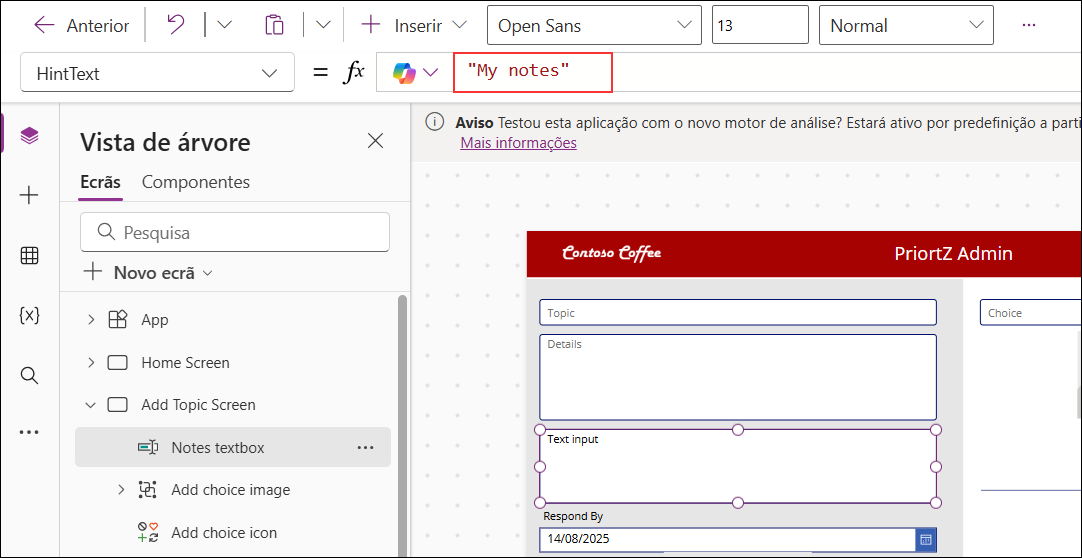 Anterior
Inserir
Open Sans
13
Normal
HintText
= fx
"My notes"
Vista de árvore
Ecrãs Componentes
Pesquisa
Novo ecrã
App
Home Screen
Add Topic Screen
Notes textbox
Add choice image
Add choice icon
Aviso Testou esta aplicação com o novo motor de análise? Estará ativo por predefinição a parti
Mais informações
Contoso Coffee
PriortZ Admin
Topic
Details
Text input
Respond By
14/08/2025
Choice